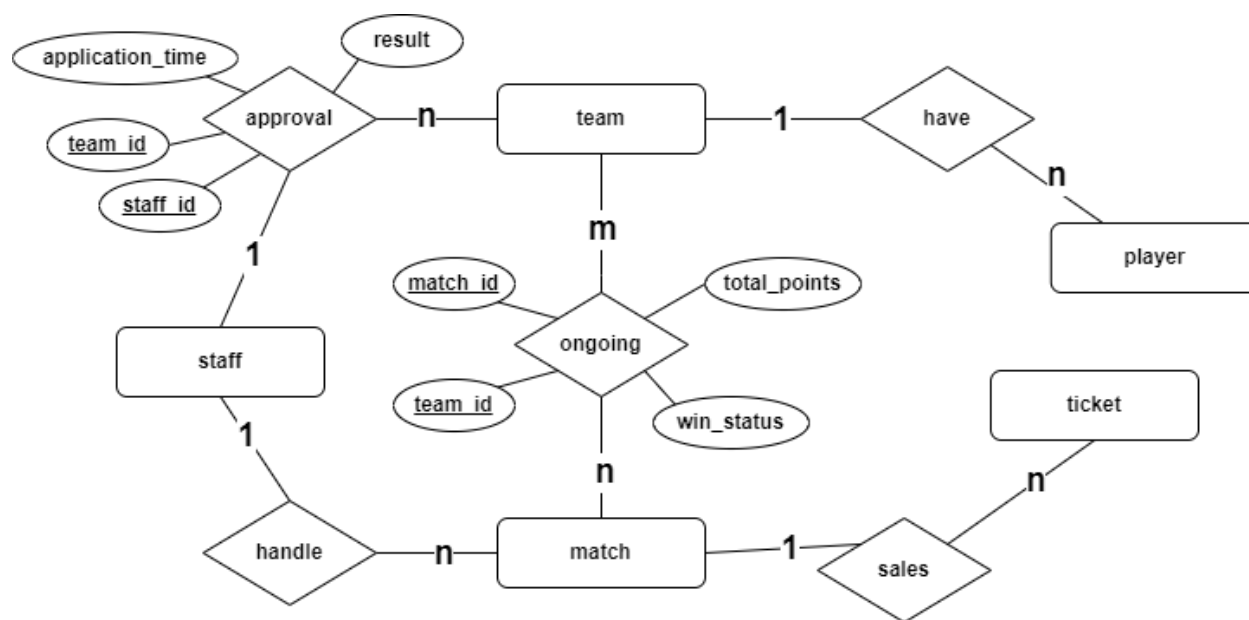 result
application_time
approval
n
team
1
have
team_id
n
staff_id
m
player
1
match_id
total_points
staff
ongoing
team_id
win_status
ticket
1
n
n
handle
n
match
1
sales